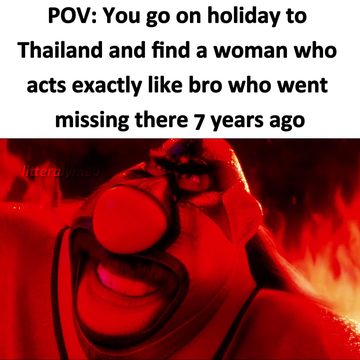 POV: You go on holiday to
Thailand and find a woman who
acts exactly like bro who went
missing there 7 years ago